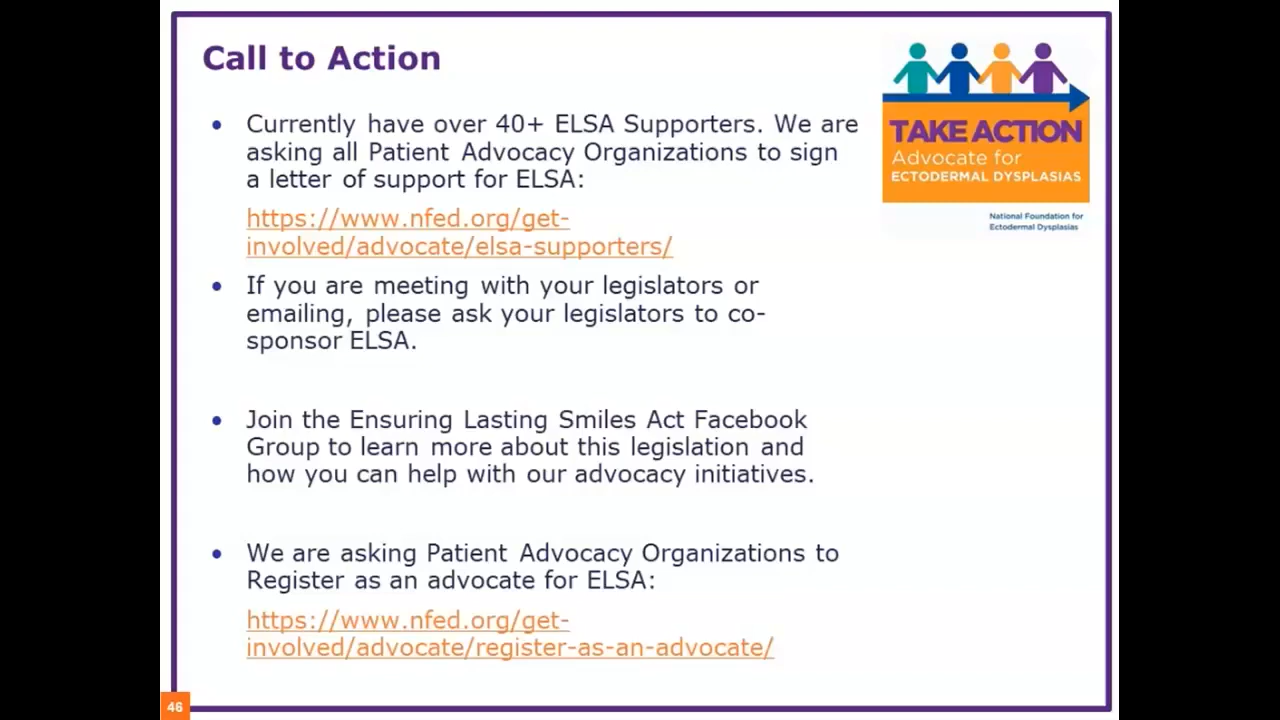 Call to Action
Currently have over 40+ ELSA Supporters. We are
asking all Patient Advocacy Organizations to sign
a letter of support for ELSA:
https://www.nfed.org/get-
involved/advocate/elsa-supporters/
If you are meeting with your legislators or
emailing, please ask your legislators to co-
sponsor ELSA.
Join the Ensuring Lasting Smiles Act Facebook
Group to learn more about this legislation and
how you can help with our advocacy initiatives.
We are asking Patient Advocacy Organizations to
Register as an advocate for ELSA:
https://www.nfed.org/get-
involved/advocate/register-as-an-advocate/
TAKE ACTION
Advocate for
ECTODERMAL DYSPLASIAS
National Foundation for
Ectodermal Dysplasias
46